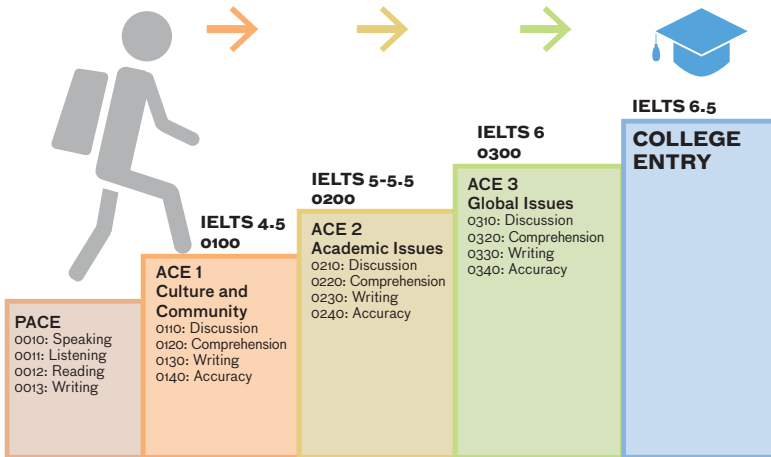 PACE
0010: Speaking
0011: Listening
0012: Reading
0013: Writing
IELTS 4.5
0100
ACE 1
Culture and
Community
0110: Discussion
0120: Comprehension
0130: Writing
0140: Accuracy
IELTS 5-5.5
0200
ACE 2
Academic Issues
0210: Discussion
0220: Comprehension
0230: Writing
0240: Accuracy
IELTS 6
0300
ACE 3
Global Issues
0310: Discussion
0320: Comprehension
0330: Writing
0340: Accuracy
IELTS 6.5
COLLEGE
ENTRY